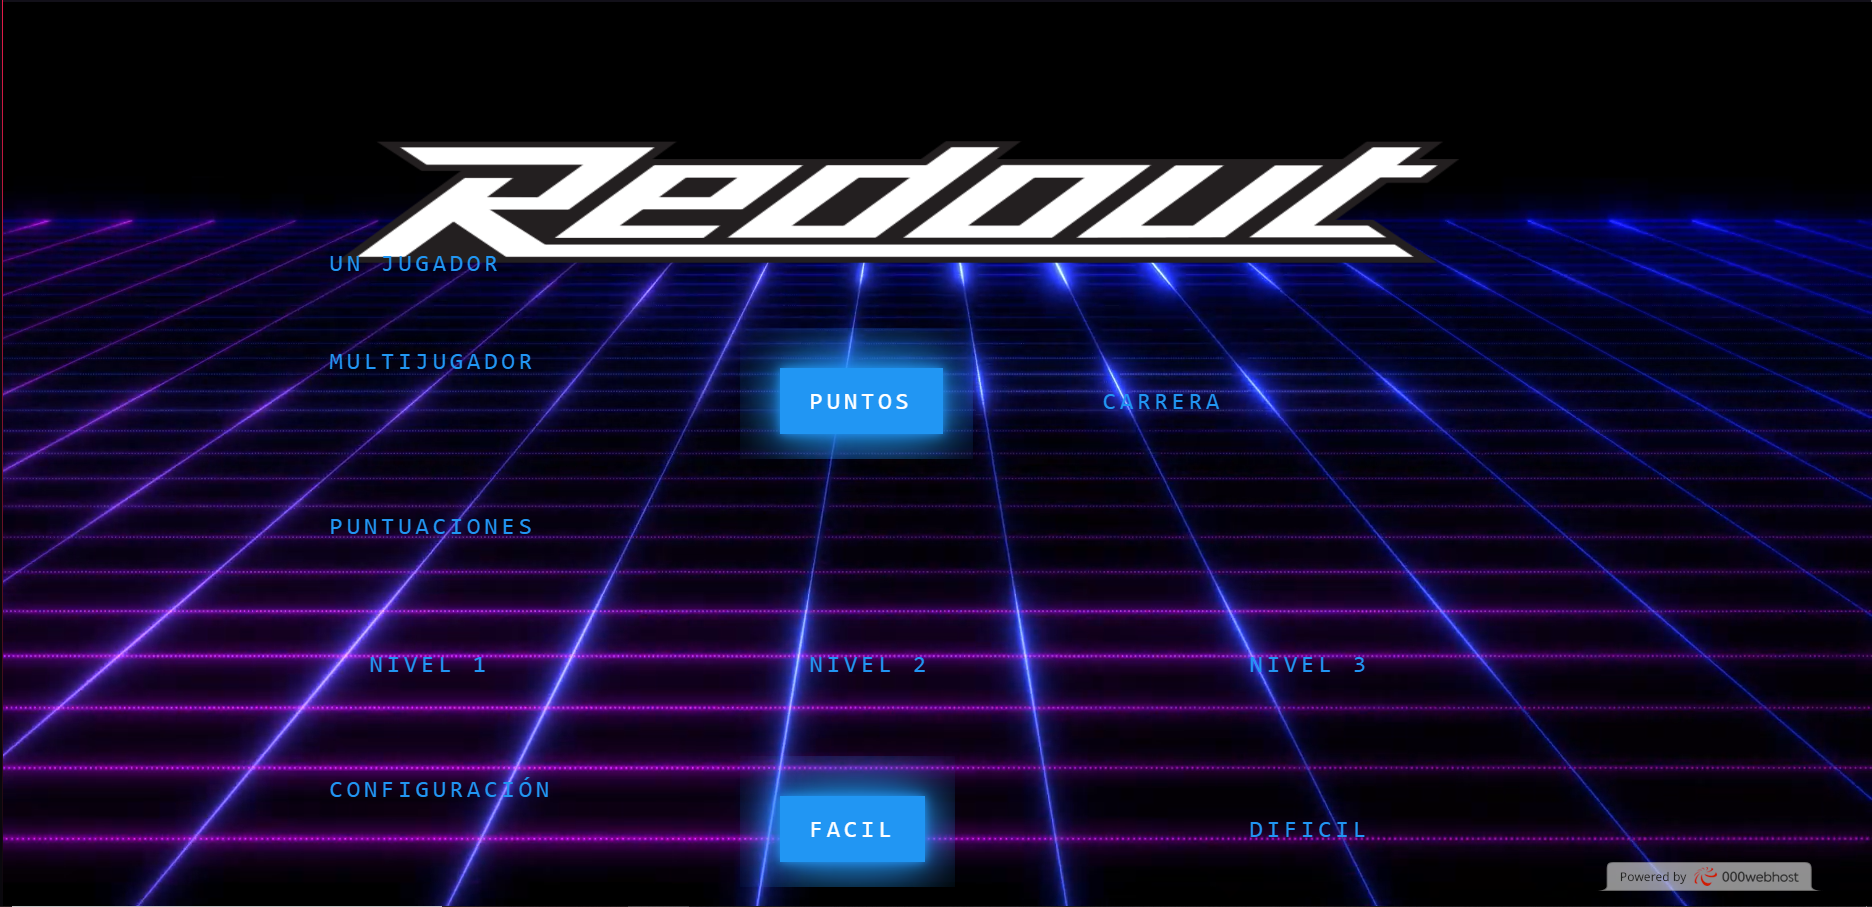 Redout
UN JUGADOR
MULTIJUGADOR
PUNTOS
CARRERA
PUNTUACIONES
NIVEL 1
NIVEL 2
NIVEL 3
CONFIGURACIÓN
FACIL
DIFICIL
Powered by 000webhost